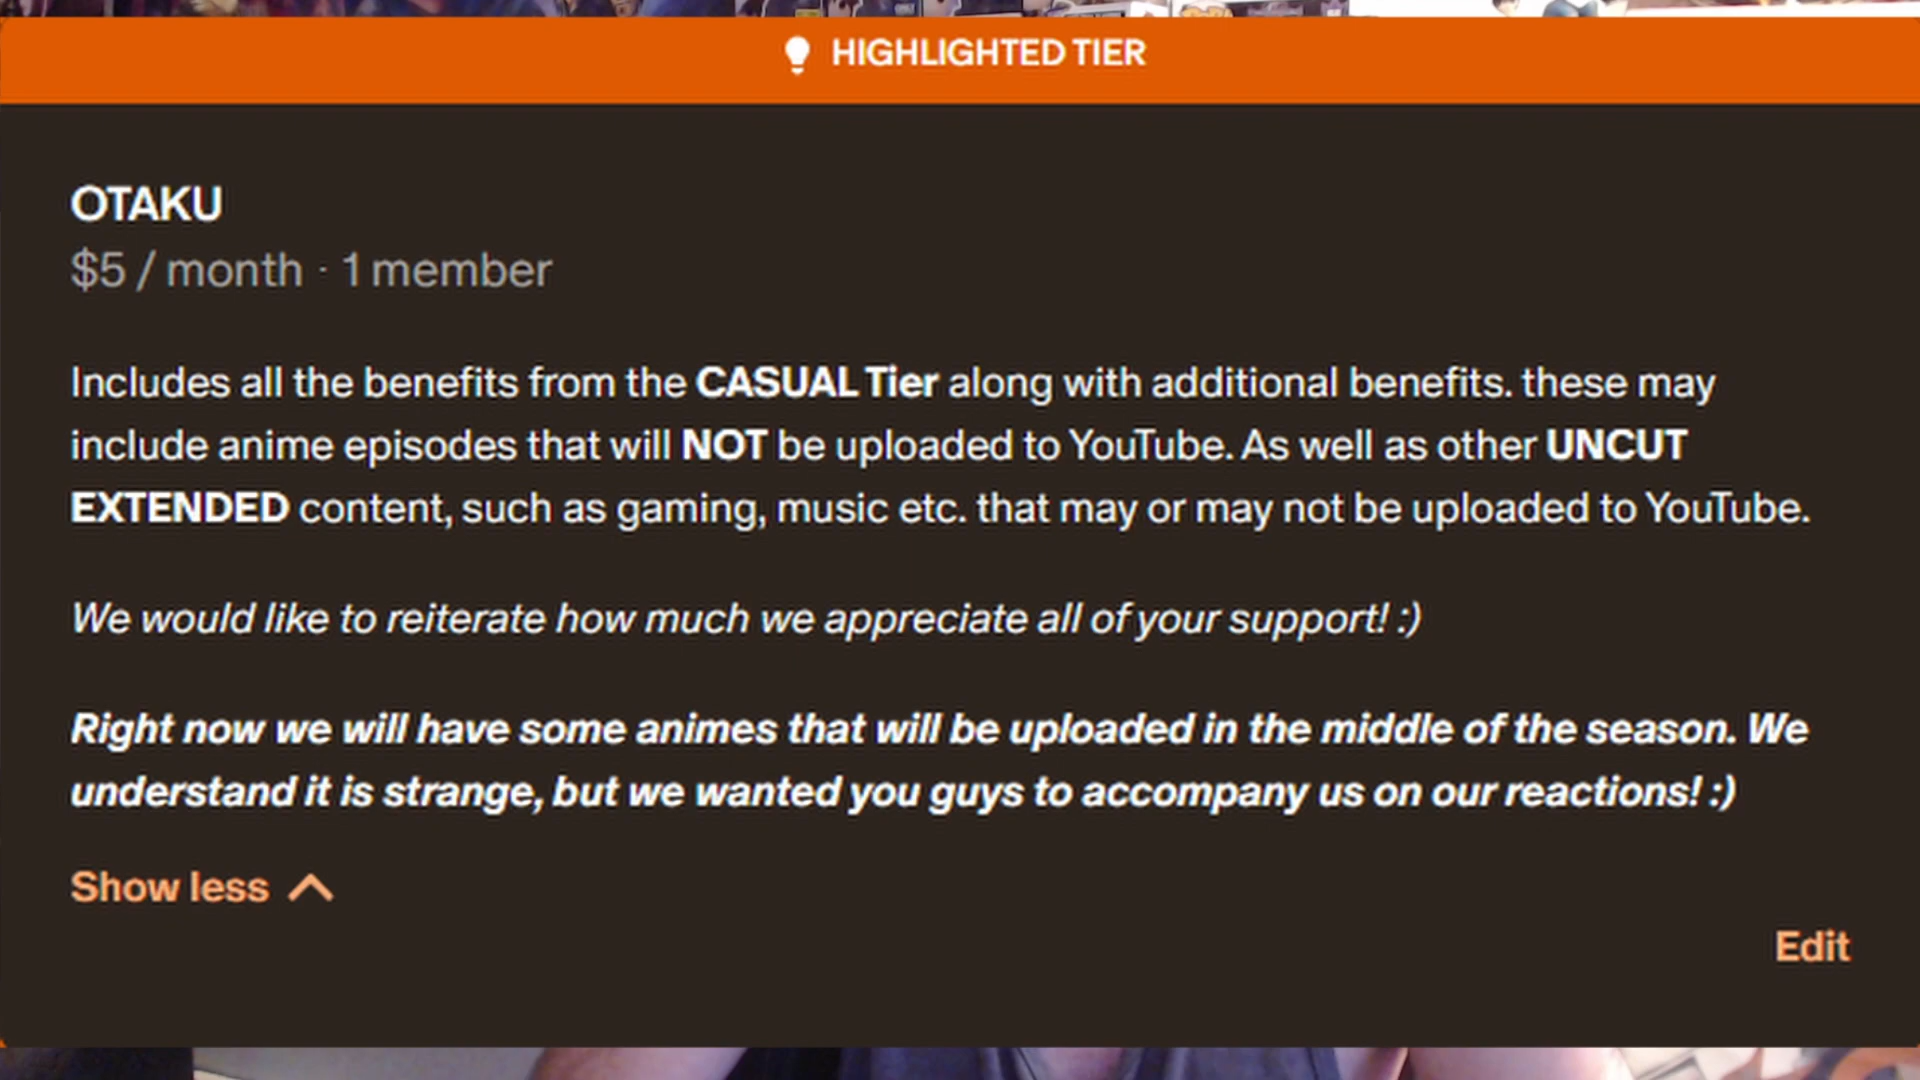 HIGHLIGHTED TIER
OTAKU
$5 / month · 1 member
Includes all the benefits from the CASUAL Tier along with additional benefits. these may
include anime episodes that will NOT be uploaded to YouTube. As well as other UNCUT
EXTENDED content, such as gaming, music etc. that may or may not be uploaded to YouTube.
We would like to reiterate how much we appreciate all of your support! :)
Right now we will have some animes that will be uploaded in the middle of the season. We
understand it is strange, but we wanted you guys to accompany us on our reactions! :)
Show less
Edit